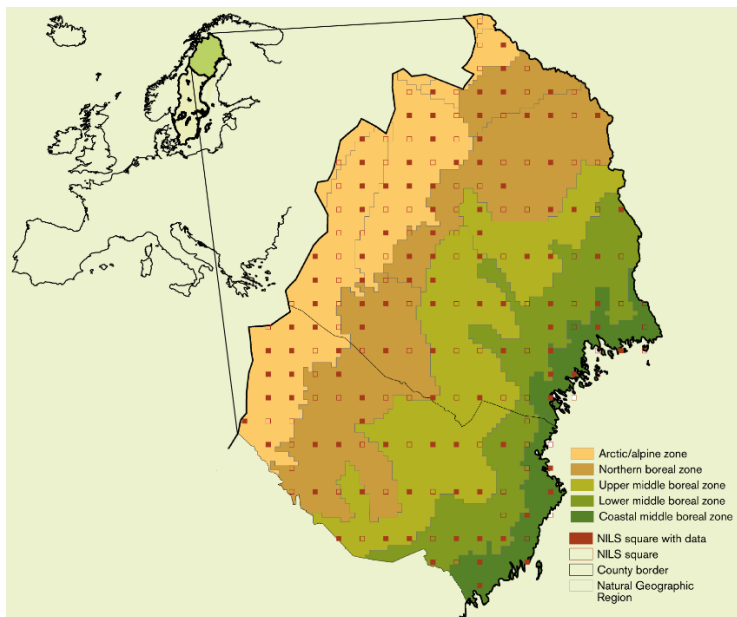 Arctic/alpine zone
Northern boreal zone
Upper middle boreal zone
Lower middle boreal zone
Coastal middle boreal zone
NILS square with data
NILS square
County border
Natural Geographic
Region